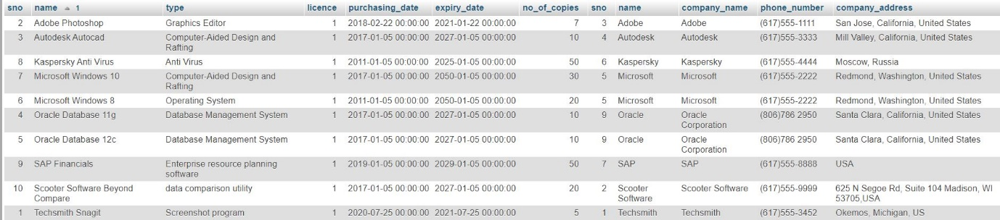 sno name 1 type licence purchasing_date expiry_date no_of_copies sno name company_name phone_number company_address
2 Adobe Photoshop Graphics Editor 1 2018-02-22 00:00:00 2021-01-22 00:00:00 7 3 Adobe Adobe (617)555-1111 San Jose, California, United States
3 Autodesk Autocad Computer-Aided Design and 1 2017-01-05 00:00:00 2027-01-05 00:00:00 10 4 Autodesk Autodesk (617)555-3333 Mill Valley, California, United States
Rafting
8 Kaspersky Anti Virus Anti Virus 1 2011-01-05 00:00:00 2025-01-05 00:00:00 50 6 Kaspersky Kaspersky (617)555-4444 Moscow, Russia
7 Microsoft Windows 10 Computer-Aided Design and 1 2017-01-05 00:00:00 2050-01-05 00:00:00 30 5 Microsoft Microsoft (617)555-2222 Redmond, Washington, United States
Rafting
6 Microsoft Windows 8 Operating System 1 2011-01-05 00:00:00 2050-01-05 00:00:00 20 5 Microsoft Microsoft (617)555-2222 Redmond, Washington, United States
4 Oracle Database 11g Database Management System 1 2017-01-05 00:00:00 2027-01-05 00:00:00 10 9 Oracle Oracle (806)786 2950 Santa Clara, California, United States
Corporation
5 Oracle Database 12c Database Management System 1 2017-01-05 00:00:00 2027-01-05 00:00:00 10 9 Oracle Oracle (806)786 2950 Santa Clara, California, United States
Corporation
9 SAP Financials Enterprise resource planning 1 2019-01-05 00:00:00 2029-01-05 00:00:00 50 7 SAP SAP (617)555-8888 USA
software
10 Scooter Software Beyond data comparison utility 1 2017-01-05 00:00:00 2027-01-05 00:00:00 20 2 Scooter Scooter Software (617)555-9999 625 N Segoe Rd, Suite 104 Madison, WI
Compare Software 53705,USA
1 Techsmith Snagit Screenshot program 1 2020-07-25 00:00:00 2021-07-25 00:00:00 5 1 Techsmith Techsmith (617)555-3452 Okemos, Michigan, US